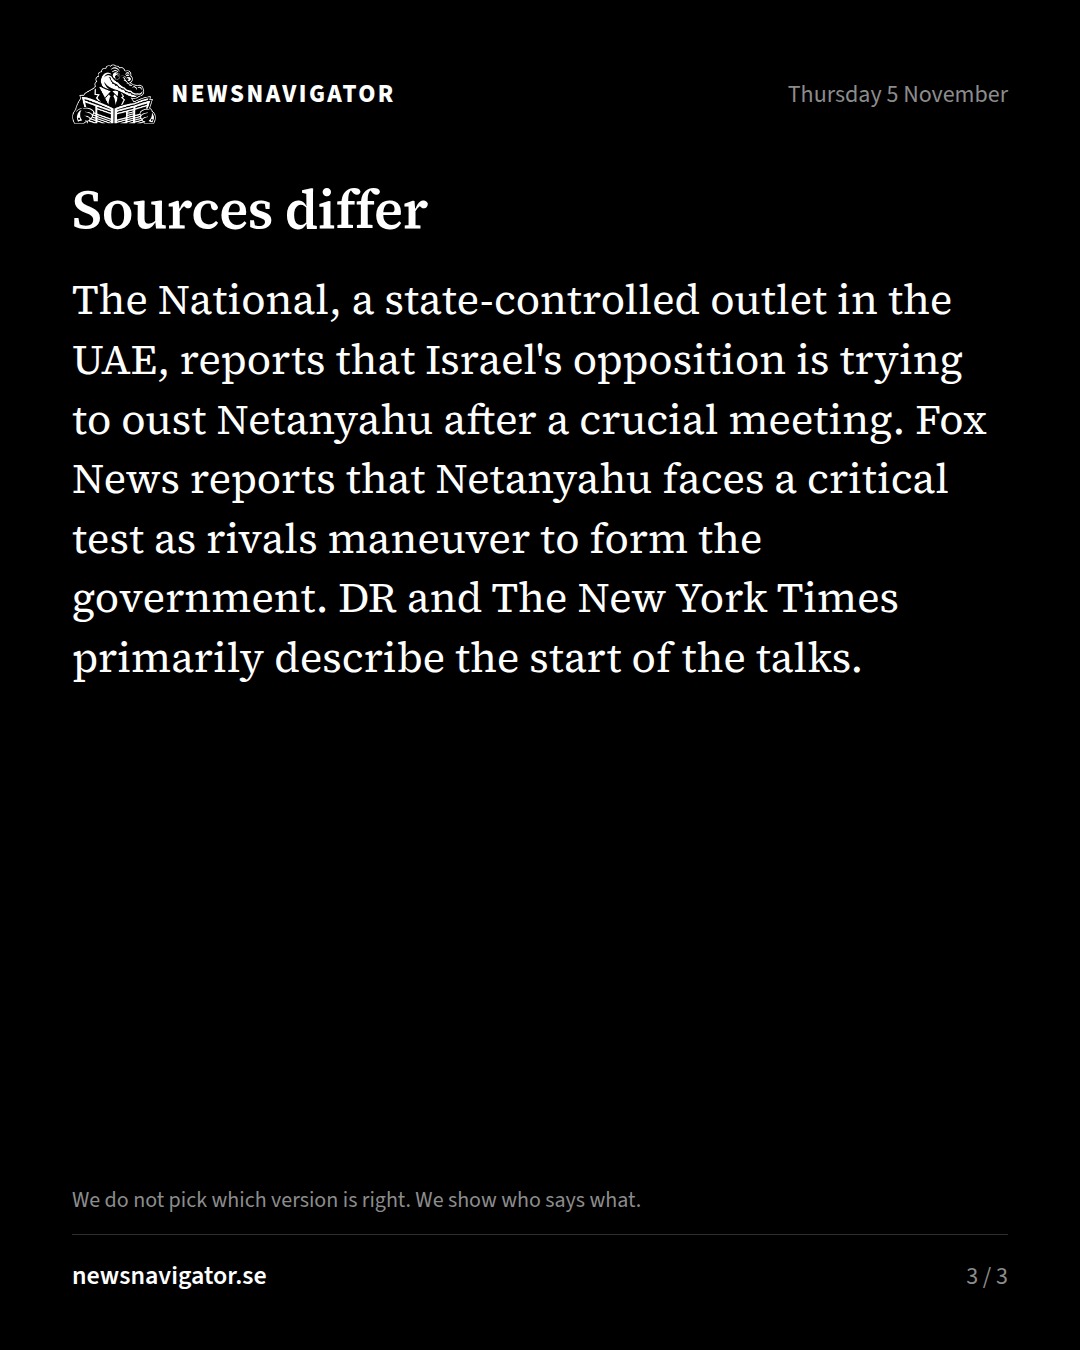 NEWSNAVIGATOR
Thursday 5 November
Sources differ
The National, a state-controlled outlet in the
UAE, reports that Israel's opposition is trying
to oust Netanyahu after a crucial meeting. Fox
News reports that Netanyahu faces a critical
test as rivals maneuver to form the
government. DR and The New York Times
primarily describe the start of the talks.
We do not pick which version is right. We show who says what.
newsnavigator.se
3 / 3